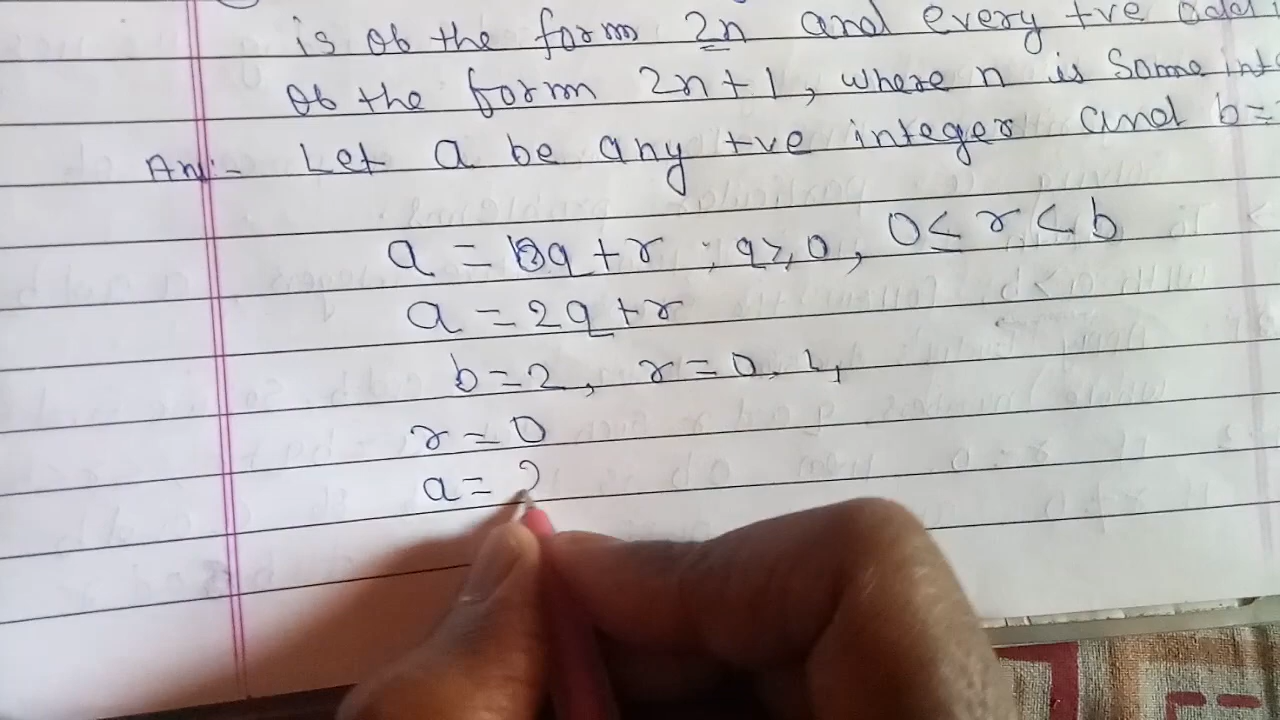 is of the form 2n and every +ve odd
of the form 2n+1, where n is some
Ans:- Let a be any +ve integer and b=
a = bq + r ; q ≥ 0, 0 ≤ r < b
a = 2q + r
b = 2, r = 0, 1,
r = 0
a = 2